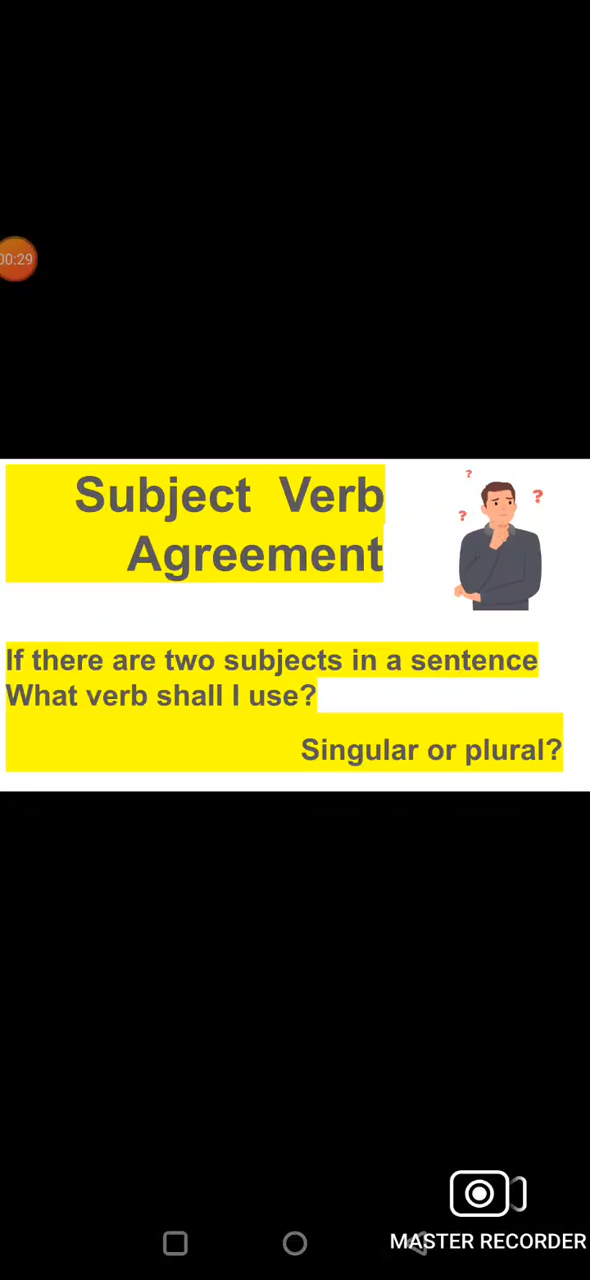 00:29
Subject Verb
Agreement
? ? ?
If there are two subjects in a sentence
What verb shall I use?
Singular or plural?
MASTER RECORDER